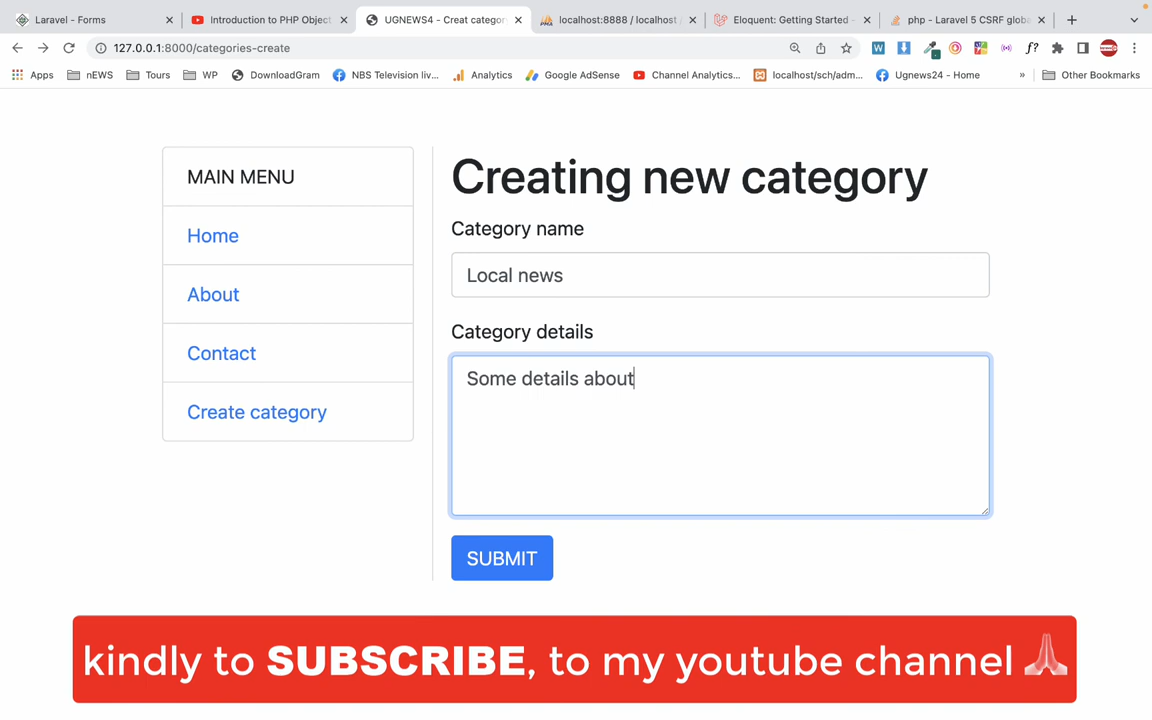 Laravel - Forms
Introduction to PHP Object
UGNEWS4 - Creat categor
localhost:8888 / localhost
Eloquent: Getting Started -
php - Laravel 5 CSRF globa
127.0.0.1:8000/categories-create
Apps
nEWS
Tours
WP
DownloadGram
NBS Television liv...
Analytics
Google AdSense
Channel Analytics...
localhost/sch/adm...
Ugnews24 - Home
»
Other Bookmarks
MAIN MENU
Home
About
Contact
Create category
Creating new category
Category name
Local news
Category details
Some details about
SUBMIT
kindly to SUBSCRIBE, to my youtube channel 🙏